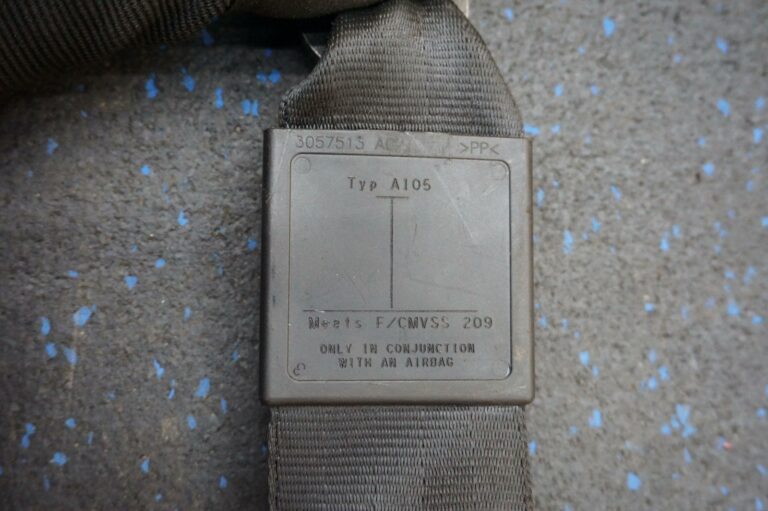 3057513 >PP<
Typ A105
Meets F/CMVSS 209
ONLY IN CONJUNCTION
WITH AN AIRBAG